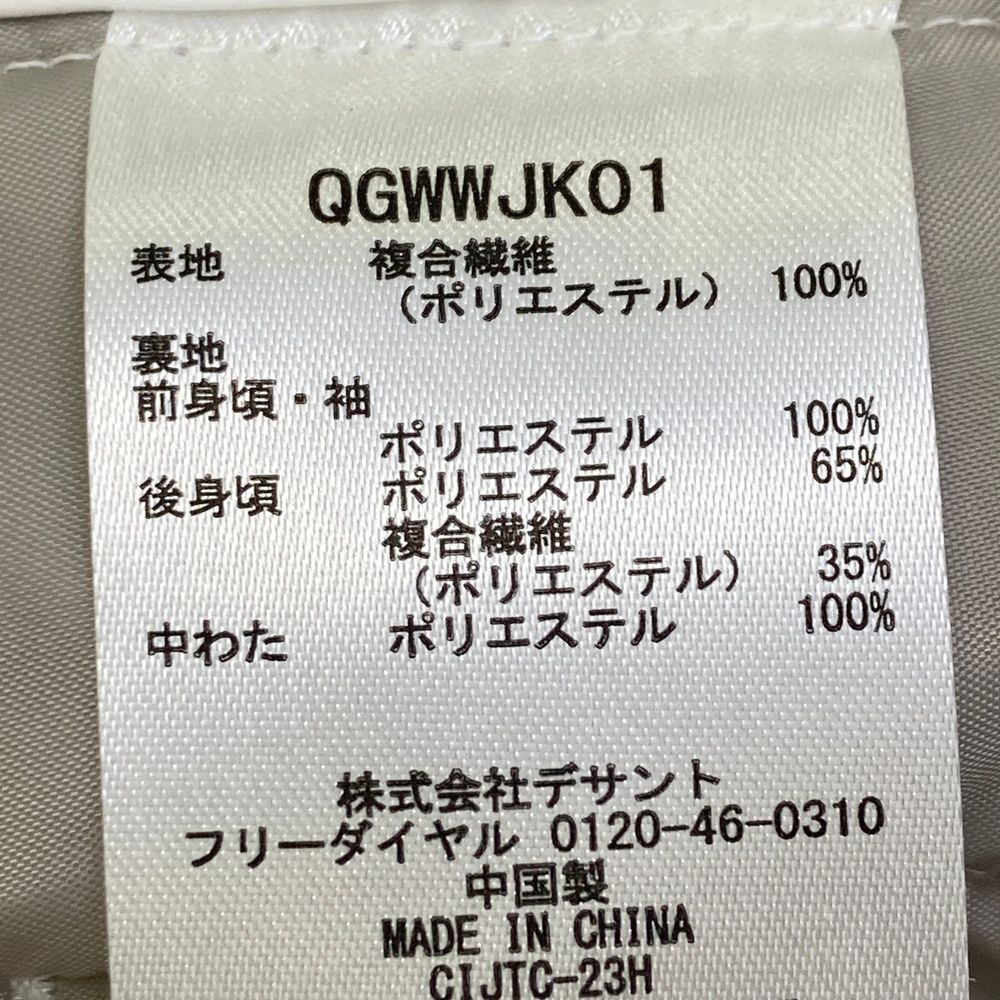 QGWWJK01
表地 複合繊維
（ポリエステル） 100%
裏地
前身頃・袖
ポリエステル 100%
後身頃 ポリエステル 65%
複合繊維
（ポリエステル） 35%
中わた ポリエステル 100%
株式会社デサント
フリーダイヤル 0120-46-0310
中国製
MADE IN CHINA
CIJTC-23H